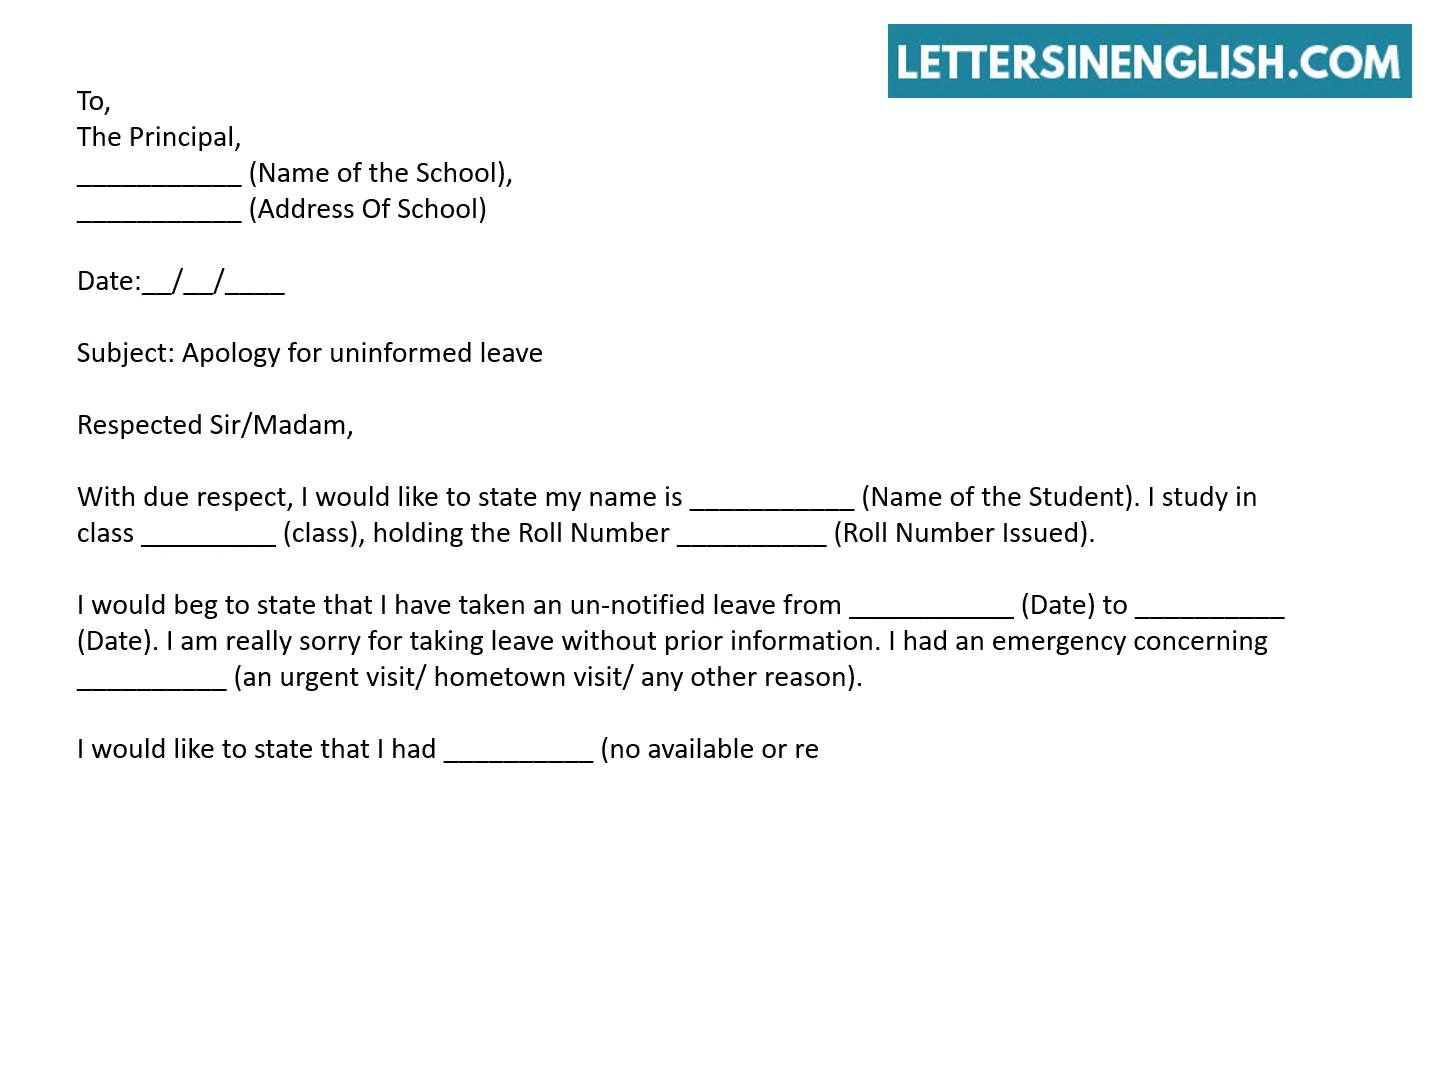 LETTERSINENGLISH.COM
To,
The Principal,
___________ (Name of the School),
___________ (Address Of School)
Date:__/__/____
Subject: Apology for uninformed leave
Respected Sir/Madam,
With due respect, I would like to state my name is ___________ (Name of the Student). I study in
class _________ (class), holding the Roll Number __________ (Roll Number Issued).
I would beg to state that I have taken an un-notified leave from ___________ (Date) to __________
(Date). I am really sorry for taking leave without prior information. I had an emergency concerning
__________ (an urgent visit/ hometown visit/ any other reason).
I would like to state that I had __________ (no available or re